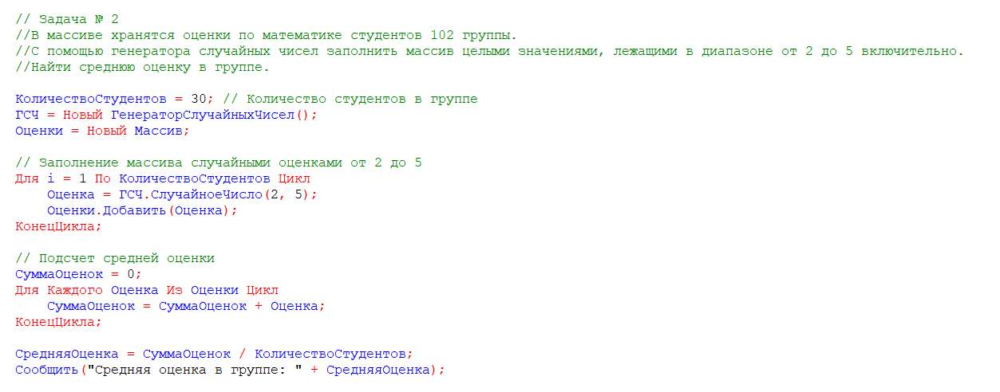 // Задача № 2
//В массиве хранятся оценки по математике студентов 102 группы.
//С помощью генератора случайных чисел заполнить массив целыми значениями, лежащими в диапазоне от 2 до 5 включительно.
//Найти среднюю оценку в группе.
КоличествоСтудентов = 30; // Количество студентов в группе
ГСЧ = Новый ГенераторСлучайныхЧисел();
Оценки = Новый Массив;
// Заполнение массива случайными оценками от 2 до 5
Для i = 1 По КоличествоСтудентов Цикл
    Оценка = ГСЧ.СлучайноеЧисло(2, 5);
    Оценки.Добавить(Оценка);
КонецЦикла;
// Подсчет средней оценки
СуммаОценок = 0;
Для Каждого Оценка Из Оценки Цикл
    СуммаОценок = СуммаОценок + Оценка;
КонецЦикла;
СредняяОценка = СуммаОценок / КоличествоСтудентов;
Сообщить("Средняя оценка в группе: " + СредняяОценка);